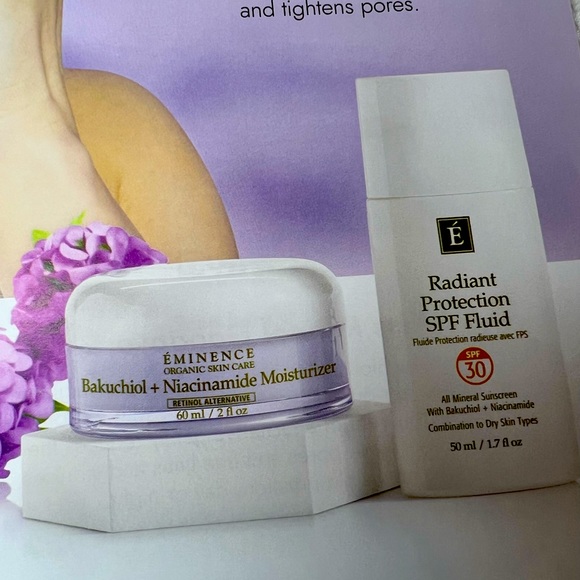 and tightens pores.
ÉMINENCE
ORGANIC SKIN CARE
Bakuchiol + Niacinamide Moisturizer
RETINOL ALTERNATIVE
60 ml / 2 fl oz
É
Radiant
Protection
SPF Fluid
Fluide Protection radieuse avec FPS
SPF
30
All Mineral Sunscreen
With Bakuchiol + Niacinamide
Combination to Dry Skin Types
50 ml / 1.7 fl oz